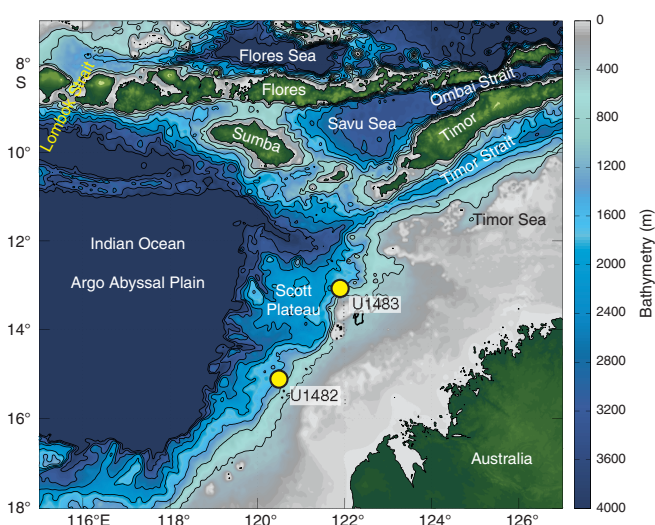 8°
S
10°
12°
14°
16°
18°
116°E
118°
120°
122°
124°
126°
Flores Sea
Lombok Strait
Flores
Ombai Strait
Savu Sea
Timor
Sumba
Timor Strait
Timor Sea
Indian Ocean
Argo Abyssal Plain
Scott
Plateau
U1483
U1482
Australia
0
400
800
1200
1600
2000
2400
2800
3200
3600
4000
Bathymetry (m)